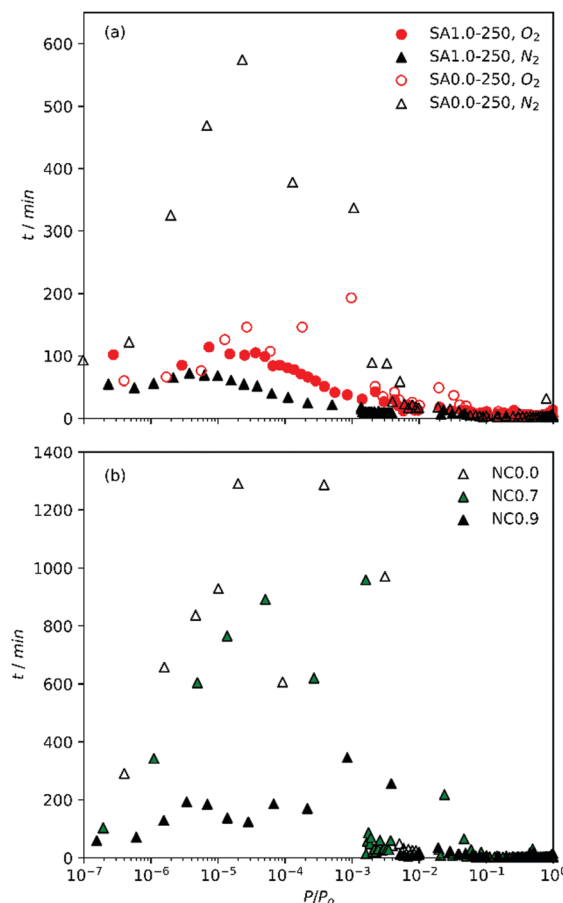 (a)
SA1.0-250, O₂
SA1.0-250, N₂
SA0.0-250, O₂
SA0.0-250, N₂
600
500
400
300
200
100
0
t / min
(b)
NC0.0
NC0.7
NC0.9
1400
1200
1000
800
600
400
200
0
t / min
10⁻⁷ 10⁻⁶ 10⁻⁵ 10⁻⁴ 10⁻³ 10⁻² 10⁻¹ 10⁰
P/Pₒ